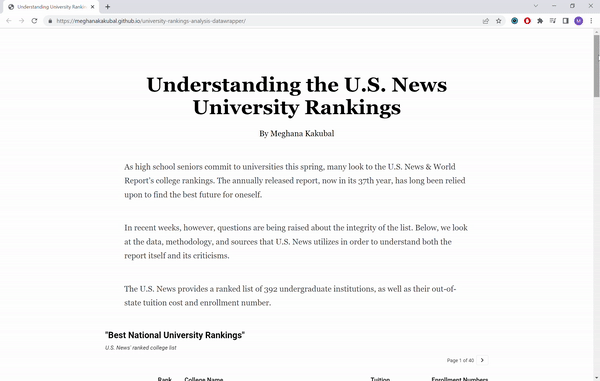 Understanding University Ranki
https://meghanakakubal.github.io/university-rankings-analysis-datawrapper/
M
Understanding the U.S. News
University Rankings
By Meghana Kakubal
As high school seniors commit to universities this spring, many look to the U.S. News & World
Report's college rankings. The annually released report, now in its 37th year, has long been relied
upon to find the best future for oneself.
In recent weeks, however, questions are being raised about the integrity of the list. Below, we look
at the data, methodology, and sources that U.S. News utilizes in order to understand both the
report itself and its criticisms.
The U.S. News provides a ranked list of 392 undergraduate institutions, as well as their out-of-
state tuition cost and enrollment number.
"Best National University Rankings"
U.S. News' ranked college list
Page 1 of 40
Rank College Name Tuition Enrollment Numbers